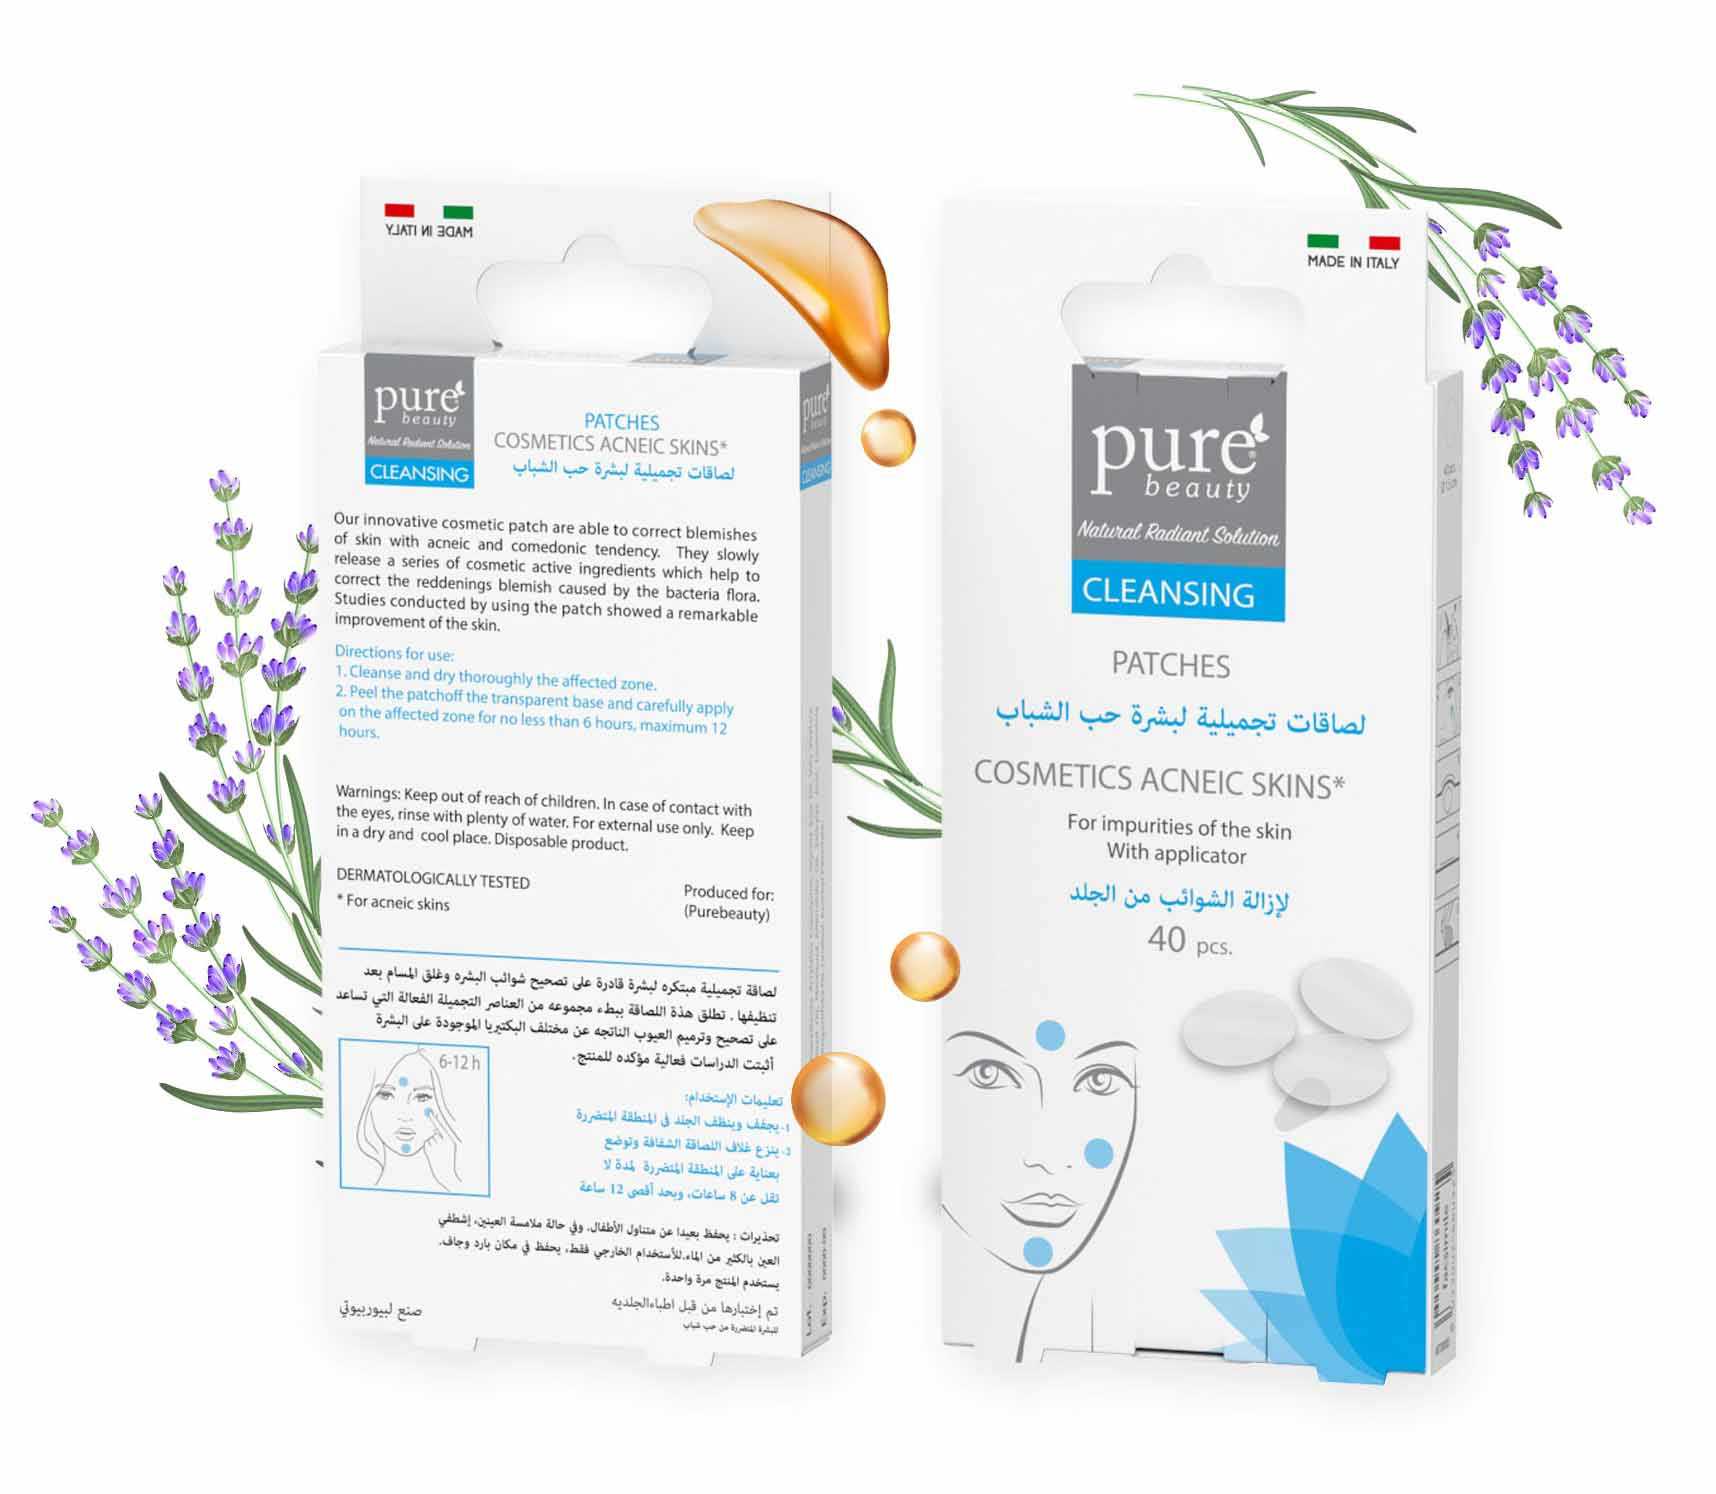 MADE IN ITALY
pure
beauty
Natural Radiant Solution
CLEANSING
PATCHES
COSMETICS ACNEIC SKINS*
لصاقات تجميلية لبشرة حب الشباب
Our innovative cosmetic patch are able to correct blemishes
of skin with acneic and comedonic tendency. They slowly
release a series of cosmetic active ingredients which help to
correct the reddenings blemish caused by the bacteria flora.
Studies conducted by using the patch showed a remarkable
improvement of the skin.
Directions for use:
1. Cleanse and dry thoroughly the affected zone.
2. Peel the patchoff the transparent base and carefully apply
on the affected zone for no less than 6 hours, maximum 12
hours.
Warnings: Keep out of reach of children. In case of contact with
the eyes, rinse with plenty of water. For external use only. Keep
in a dry and cool place. Disposable product.
DERMATOLOGICALLY TESTED
* For acneic skins
Produced for:
(Purebeauty)
لصاقة تجميلية مبتكره لبشرة قادرة على تصحيح شوائب البشره وغلق المسام بعد
تنظيفها . تطلق هذة اللصاقة ببطء مجموعه من العناصر التجميلة الفعالة التي تساعد
على تصحيح وترميم العيوب الناتجه عن مختلف البكتيريا الموجودة على البشرة
أثبتت الدراسات فعالية مؤكده للمنتج.
6-12 h
تعليمات الإستخدام:
1- يجفف وينظف الجلد في المنطقة المتضررة
2- ينزع غلاف اللصاقة الشفافة وتوضع
بعناية على المنطقة المتضررة لمدة لا
تقل عن 8 ساعات، وبحد أقصى 12 ساعة
تحذيرات : يحفظ بعيدا عن متناول الأطفال. وفي حالة ملامسة العينين، إشطفي
العين بالكثير من الماء.للأستخدام الخارجي فقط، يحفظ في مكان بارد وجاف.
يستخدم المنتج مرة واحدة.
تم إختبارها من قبل اطباءالجلديه
للبشرة المتضررة من حب شباب
صنع لبيوربيوتي
pure
beauty
CLEANSING
Lot. 0000000
Exp. 0000-00
MADE IN ITALY
pure®
beauty
Natural Radiant Solution
CLEANSING
PATCHES
لصاقات تجميلية لبشرة حب الشباب
COSMETICS ACNEIC SKINS*
For impurities of the skin
With applicator
لإزالة الشوائب من الجلد
40 pcs.